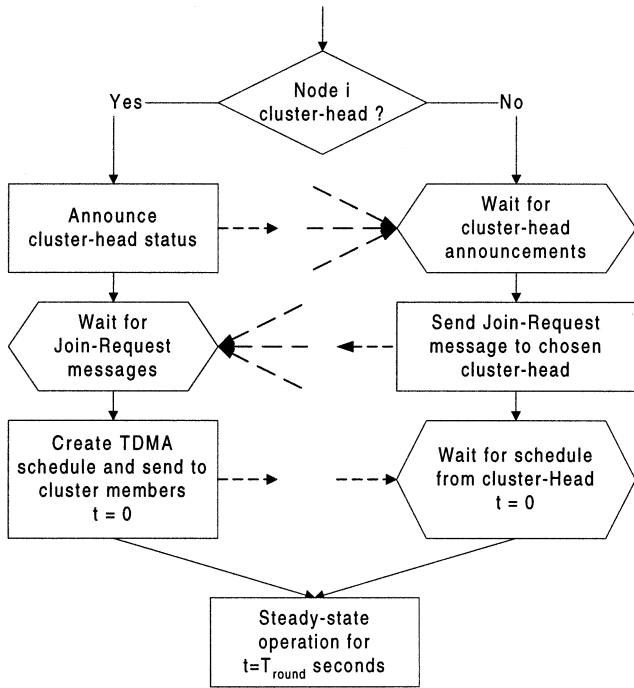 Node i
cluster-head ?
Yes
No
Announce
cluster-head status
Wait for
cluster-head
announcements
Wait for
Join-Request
messages
Send Join-Request
message to chosen
cluster-head
Create TDMA
schedule and send to
cluster members
t = 0
Wait for schedule
from cluster-Head
t = 0
Steady-state
operation for
t=Tround seconds